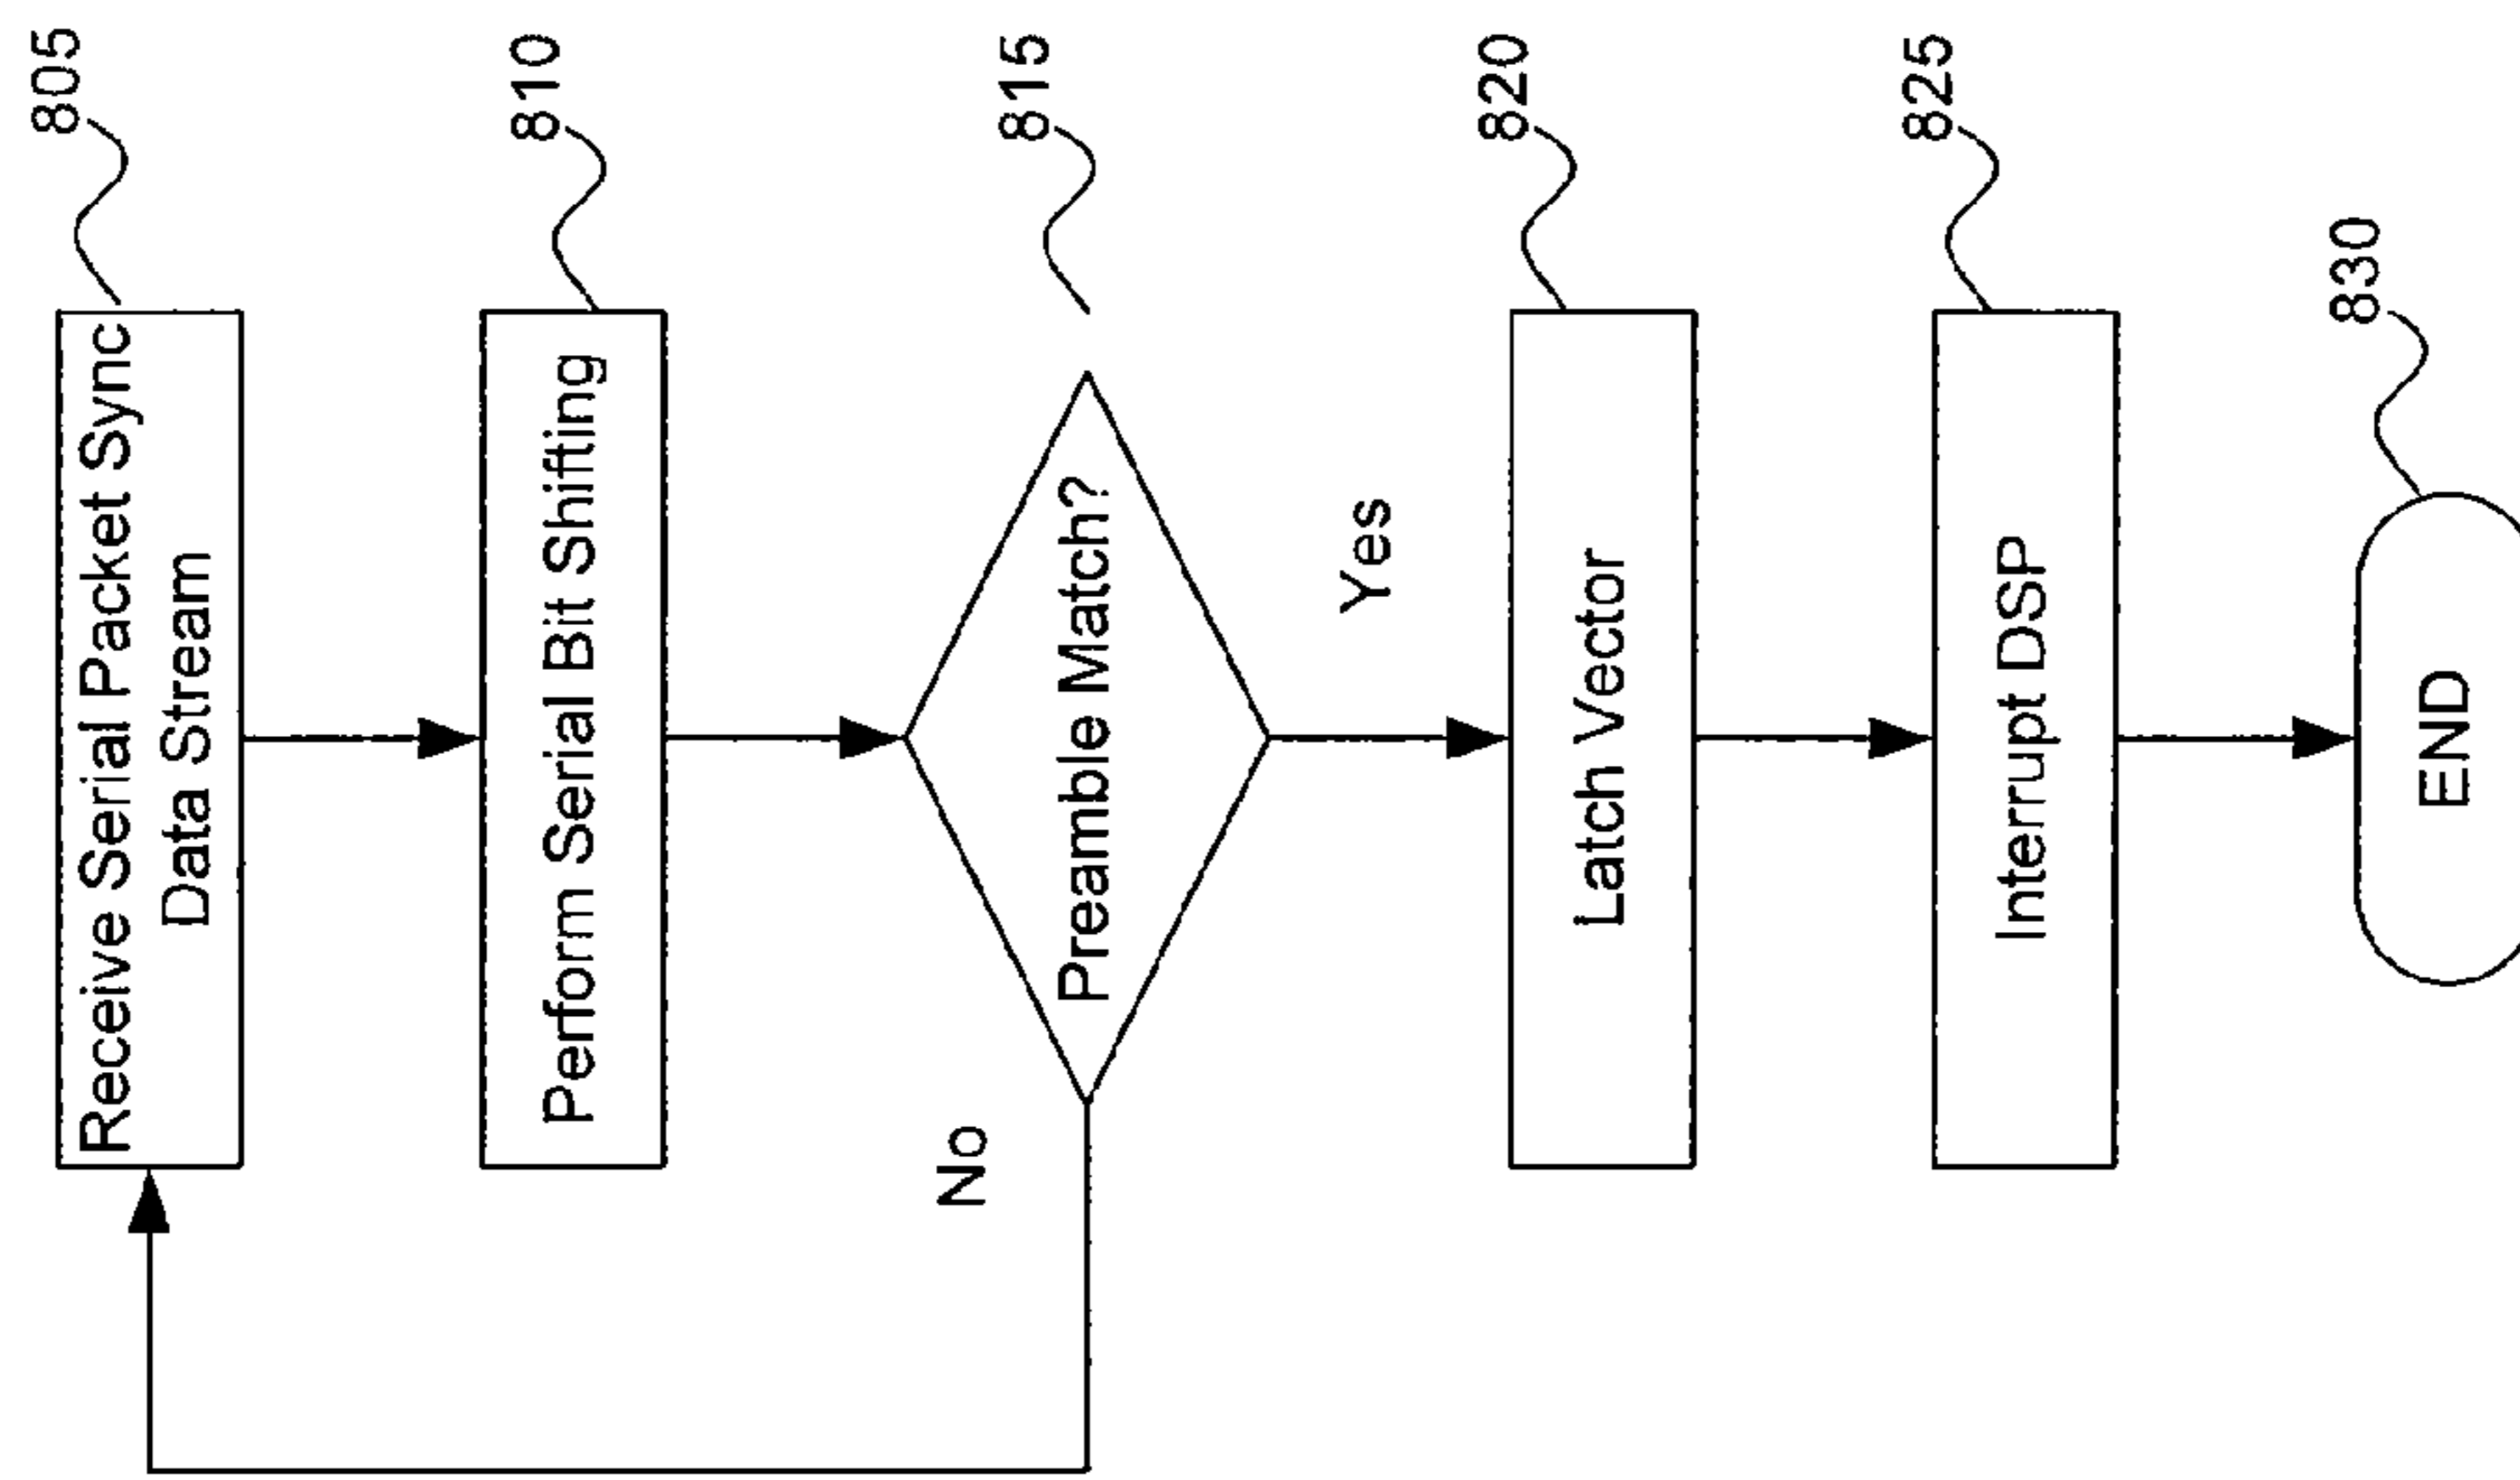 Receive Serial Packet Sync
Data Stream
805
Perform Serial Bit Shifting
810
Preamble Match?
815
No
Yes
Latch Vector
820
Interrupt DSP
825
END
830